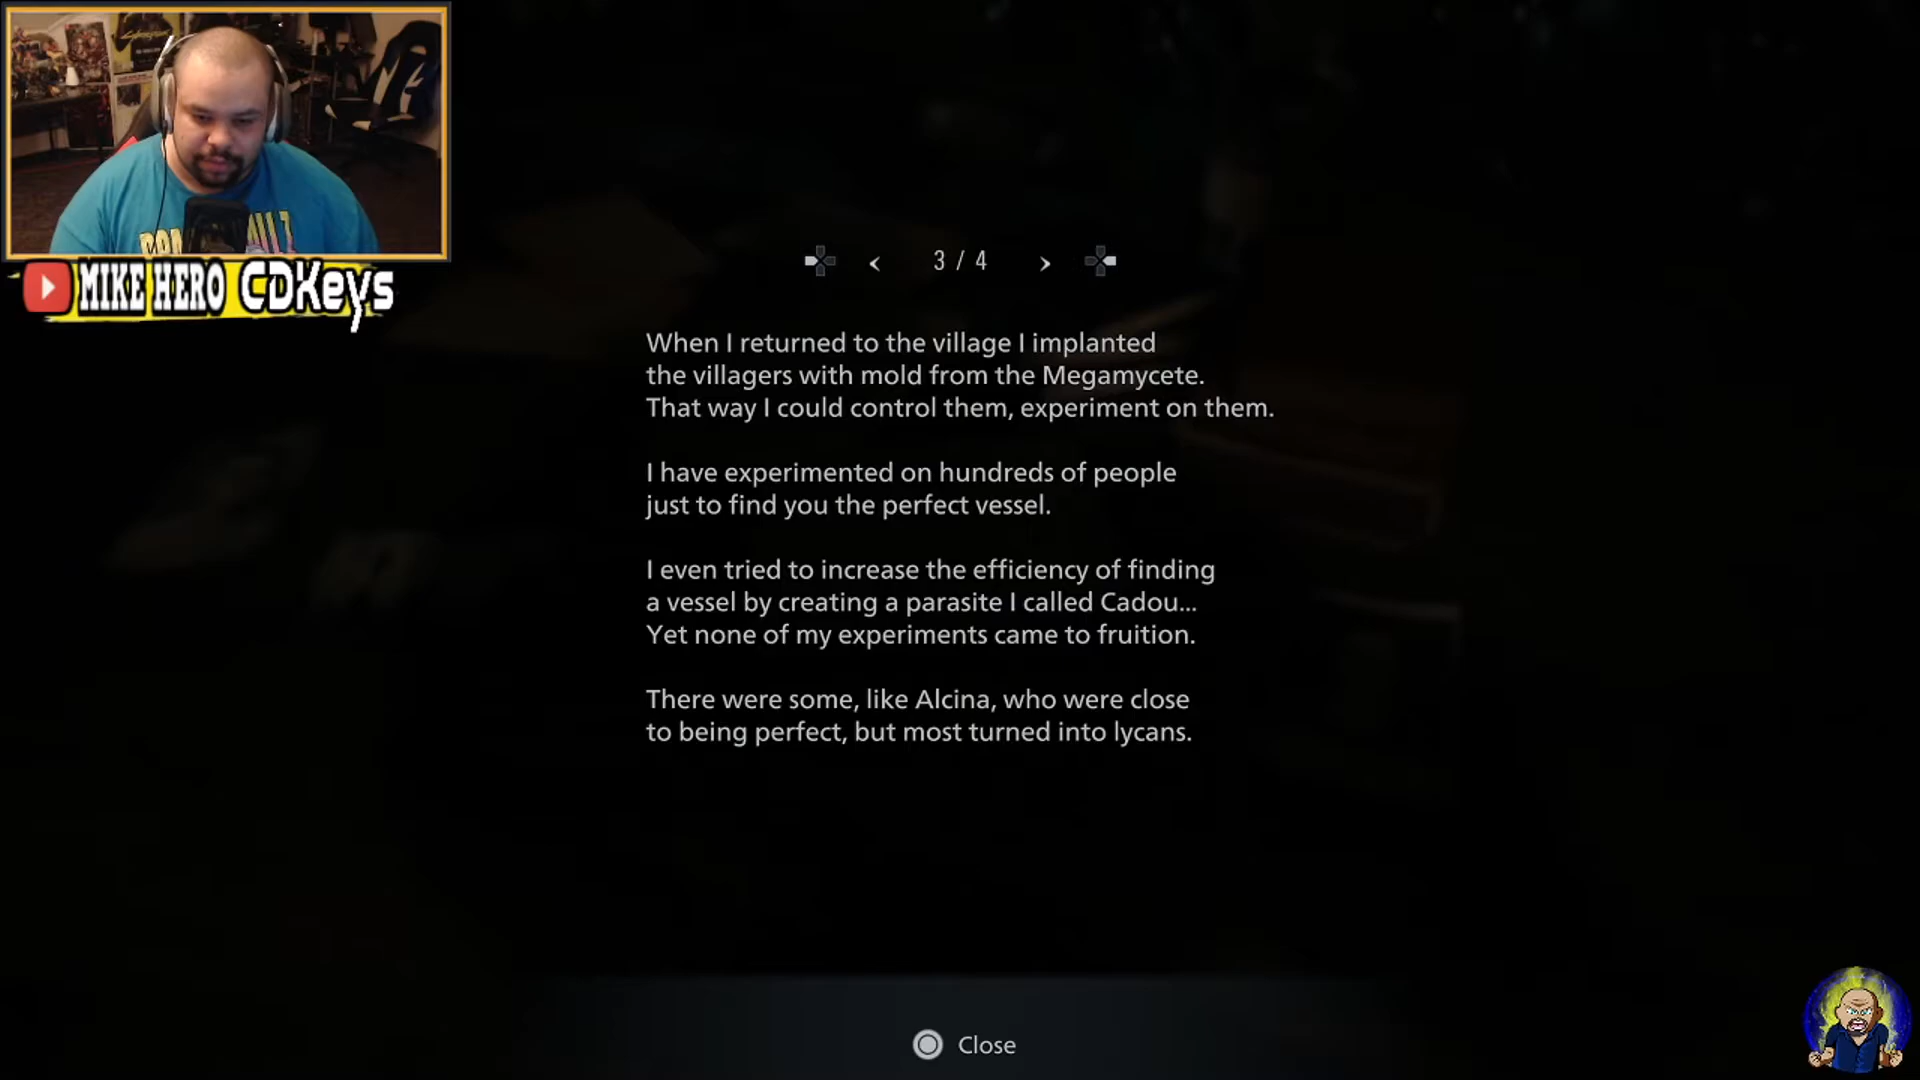 MIKE HERO CDKeys
3 / 4
When I returned to the village I implanted
the villagers with mold from the Megamycete.
That way I could control them, experiment on them.
I have experimented on hundreds of people
just to find you the perfect vessel.
I even tried to increase the efficiency of finding
a vessel by creating a parasite I called Cadou...
Yet none of my experiments came to fruition.
There were some, like Alcina, who were close
to being perfect, but most turned into lycans.
Close